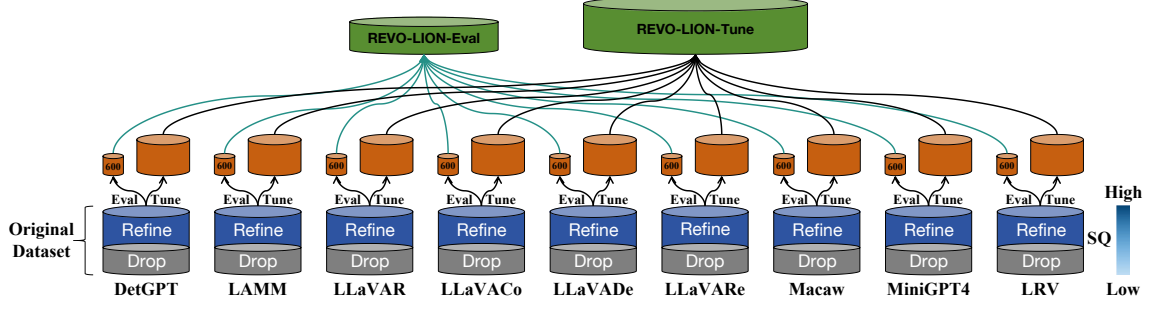 REVO-LION-Eval
REVO-LION-Tune
600 600 600 600 600 600 600 600 600
Eval Tune Eval Tune Eval Tune Eval Tune Eval Tune Eval Tune Eval Tune Eval Tune Eval Tune
High
Original
Dataset
Refine Refine Refine Refine Refine Refine Refine Refine Refine
SQ
Drop Drop Drop Drop Drop Drop Drop Drop Drop
DetGPT LAMM LLaVAR LLaVACo LLaVADe LLaVARe Macaw MiniGPT4 LRV Low